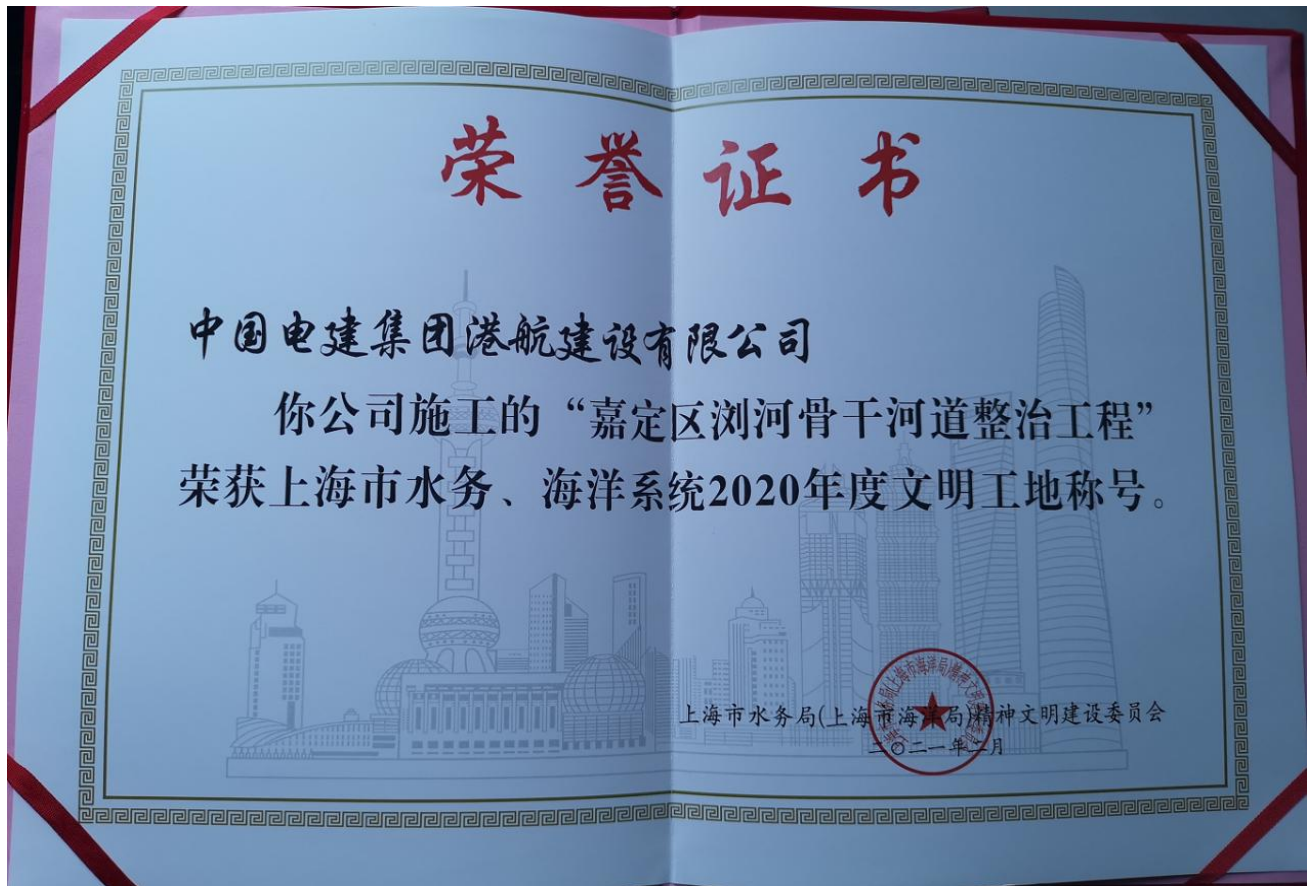 荣誉证书
中国电建集团港航建设有限公司
你公司施工的“嘉定区浏河骨干河道整治工程”
荣获上海市水务、海洋系统2020年度文明工地称号。
上海市水务局(上海市海洋局)精神文明建设委员会
二〇二一年二月